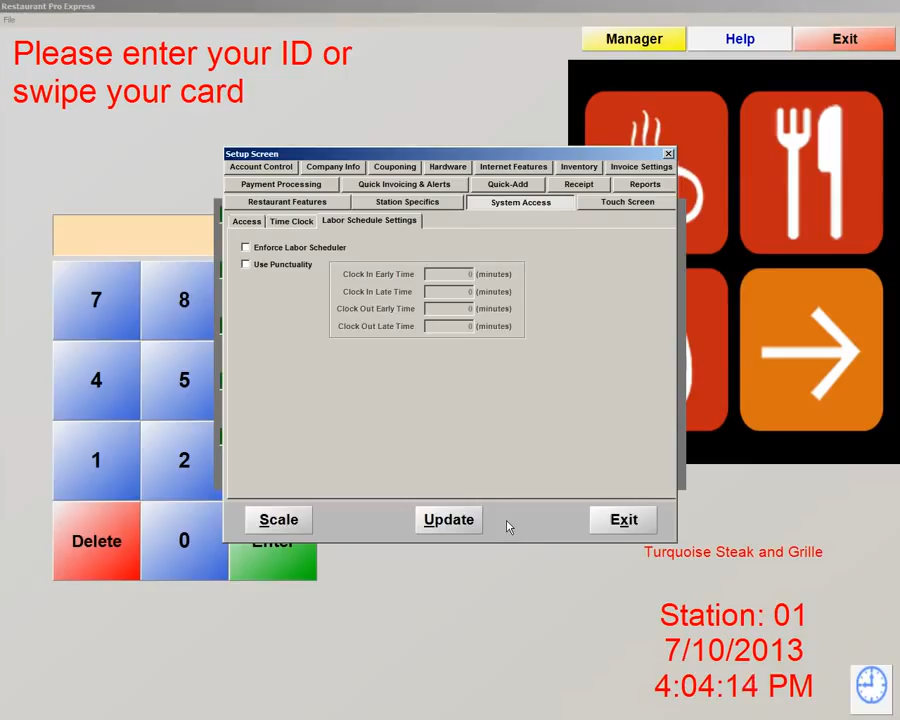 Restaurant Pro Express
File
Please enter your ID or
swipe your card
Manager
Help
Exit
Setup Screen
Account Control
Company Info
Couponing
Hardware
Internet Features
Inventory
Invoice Settings
Payment Processing
Quick Invoicing & Alerts
Quick-Add
Receipt
Reports
Restaurant Features
Station Specifics
System Access
Touch Screen
Access
Time Clock
Labor Schedule Settings
Enforce Labor Scheduler
Use Punctuality
Clock In Early Time 0 (minutes)
Clock In Late Time 0 (minutes)
Clock Out Early Time 0 (minutes)
Clock Out Late Time 0 (minutes)
Scale
Update
Exit
7
8
4
5
1
2
Delete
0
Enter
Turquoise Steak and Grille
Station: 01
7/10/2013
4:04:14 PM